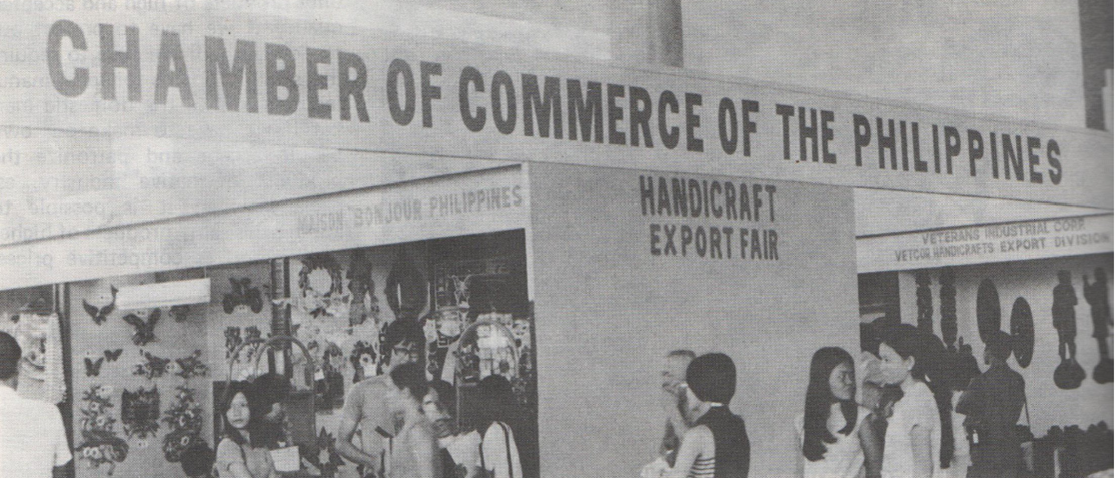 CHAMBER OF COMMERCE OF THE PHILIPPINES
MAISON BONJOUR PHILIPPINES
HANDICRAFT
EXPORT FAIR
VETERANS INDUSTRIAL CORP.
VETCOR HANDICRAFTS EXPORT DIVISION